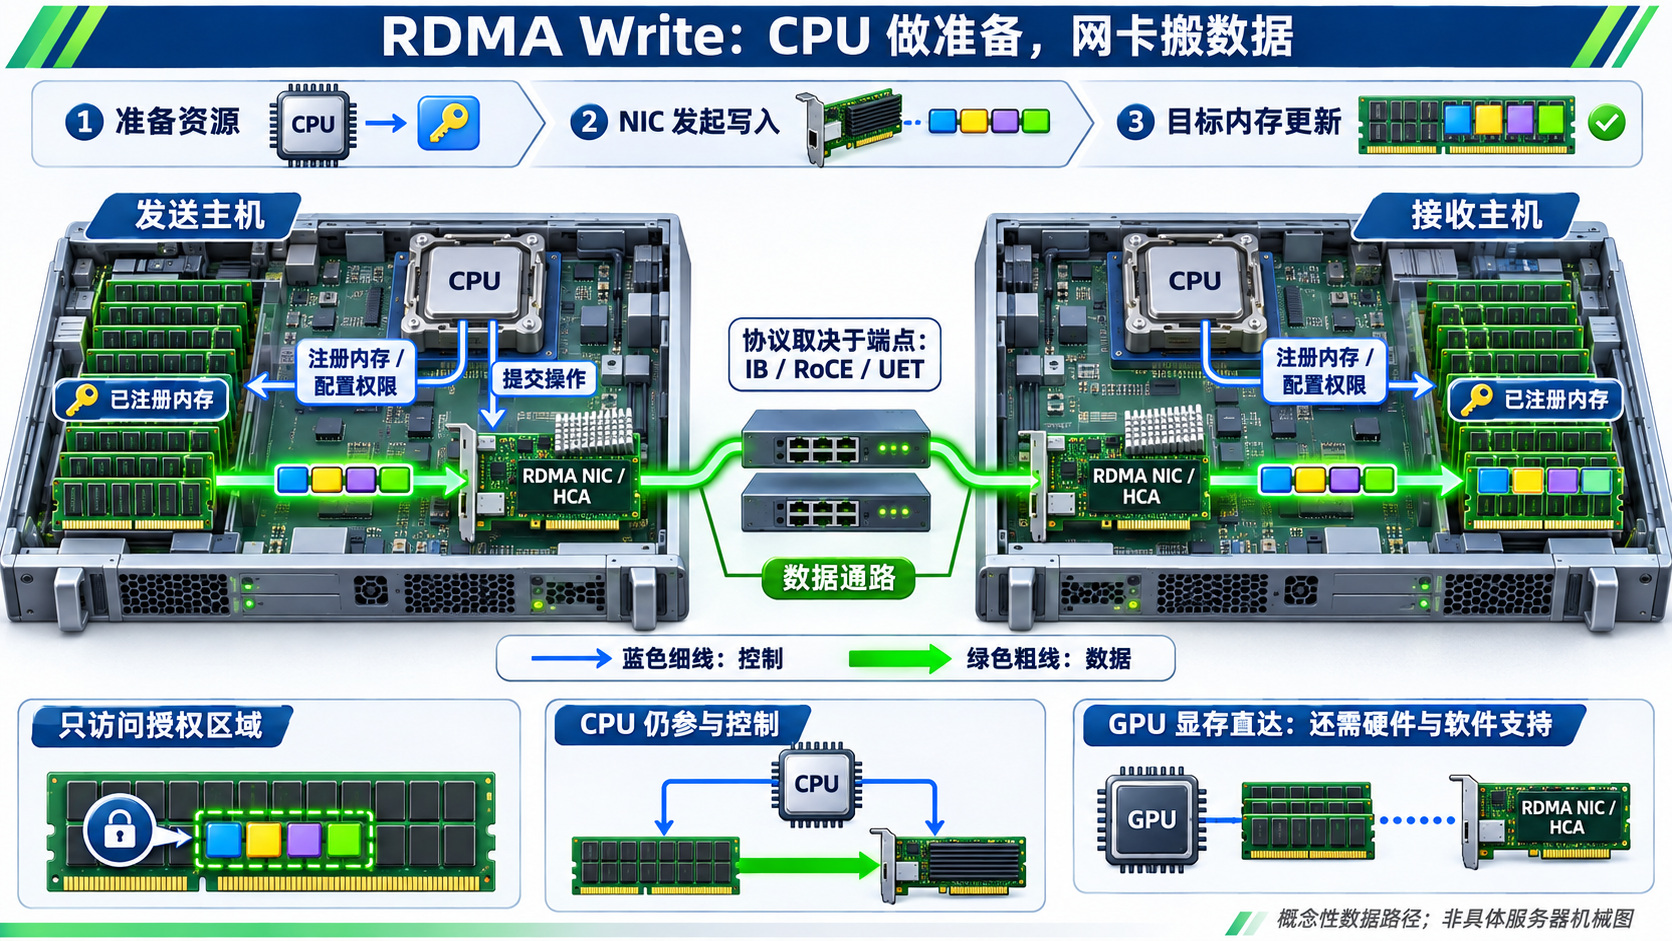 RDMA Write：CPU 做准备，网卡搬数据
1 准备资源
CPU
2 NIC 发起写入
3 目标内存更新
发送主机
接收主机
CPU
CPU
注册内存 /
配置权限
提交操作
已注册内存
RDMA NIC /
HCA
协议取决于端点：
IB / RoCE / UET
数据通路
注册内存 /
配置权限
已注册内存
RDMA NIC /
HCA
蓝色细线：控制
绿色粗线：数据
只访问授权区域
CPU 仍参与控制
CPU
GPU 显存直达：还需硬件与软件支持
GPU
RDMA NIC /
HCA
概念性数据路径；非具体服务器机械图